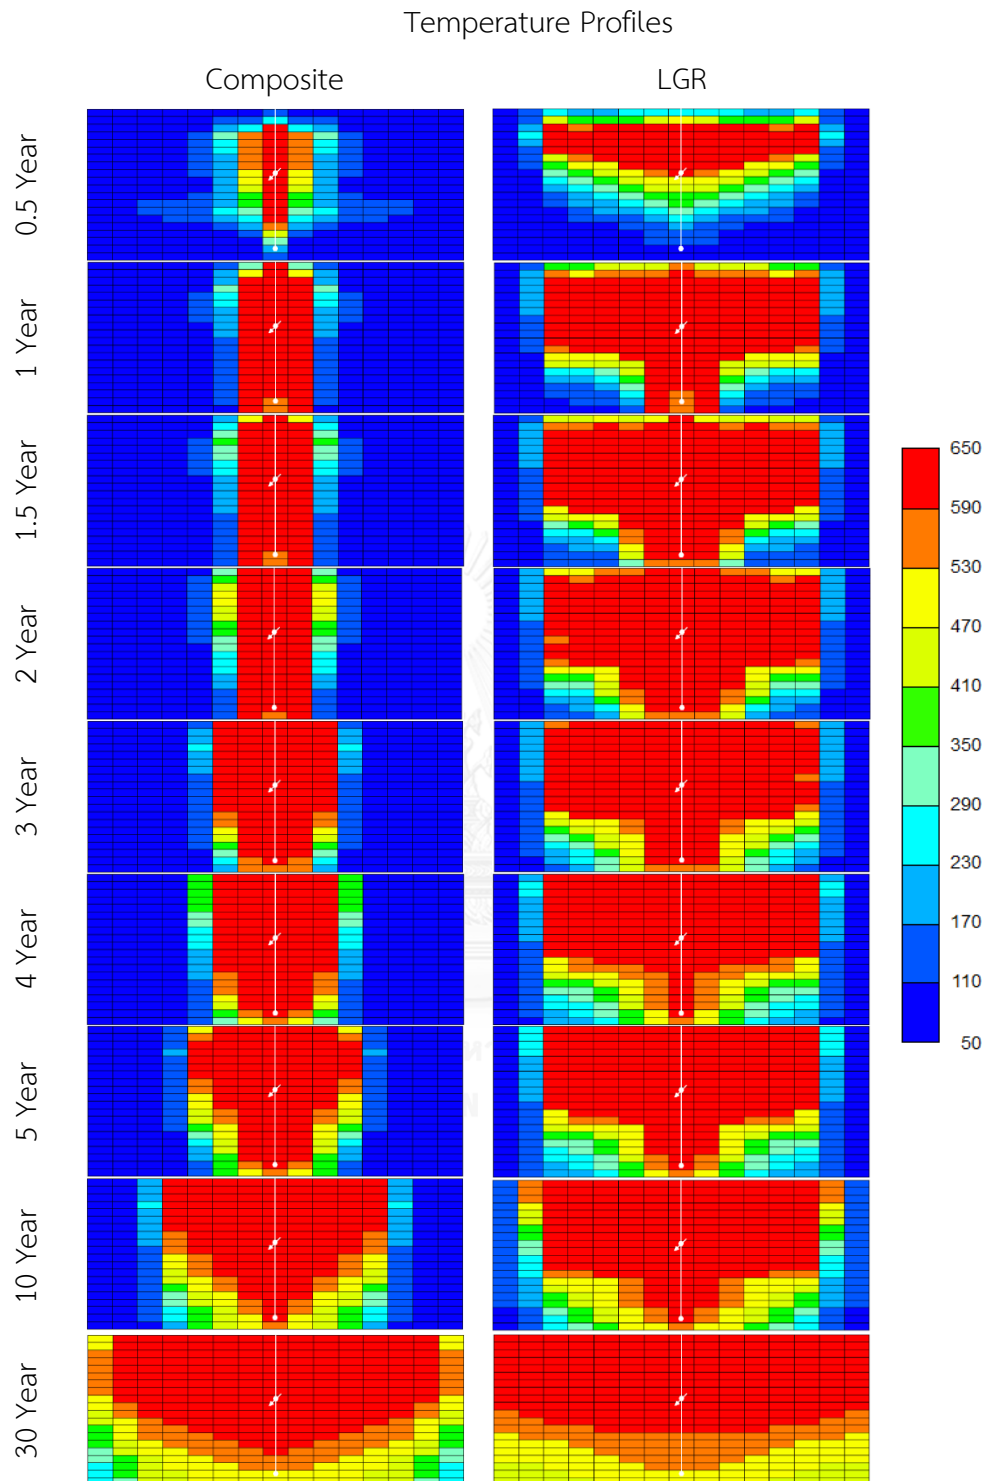 Temperature Profiles
Composite
LGR
0.5 Year
1 Year
1.5 Year
2 Year
3 Year
4 Year
5 Year
10 Year
30 Year
650
590
530
470
410
350
290
230
170
110
50